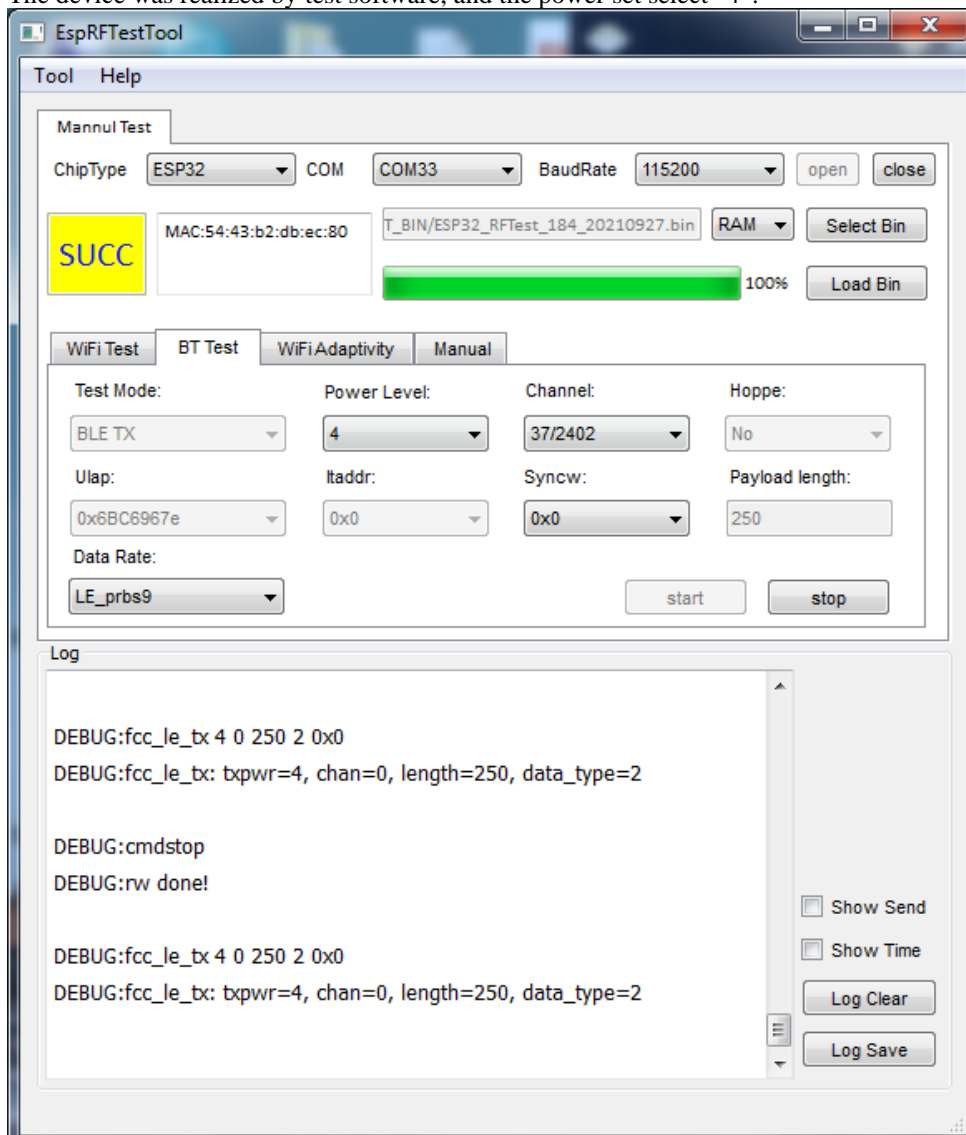 The device was realized by test software, and the power set select "4".
EspRFTestTool
Tool Help
Mannul Test
ChipType ESP32 COM COM33 BaudRate 115200 open close
SUCC MAC:54:43:b2:db:ec:80 T_BIN/ESP32_RFTest_184_20210927.bin RAM Select Bin
100% Load Bin
WiFi Test BT Test WiFi Adaptivity Manual
Test Mode: Power Level: Channel: Hoppe:
BLE TX 4 37/2402 No
Ulap: ltaddr: Syncw: Payload length:
0x6BC6967e 0x0 0x0 250
Data Rate:
LE_prbs9 start stop
Log
DEBUG:fcc_le_tx 4 0 250 2 0x0
DEBUG:fcc_le_tx: txpwr=4, chan=0, length=250, data_type=2
DEBUG:cmdstop
DEBUG:rw done!
Show Send
DEBUG:fcc_le_tx 4 0 250 2 0x0 Show Time
DEBUG:fcc_le_tx: txpwr=4, chan=0, length=250, data_type=2 Log Clear
Log Save